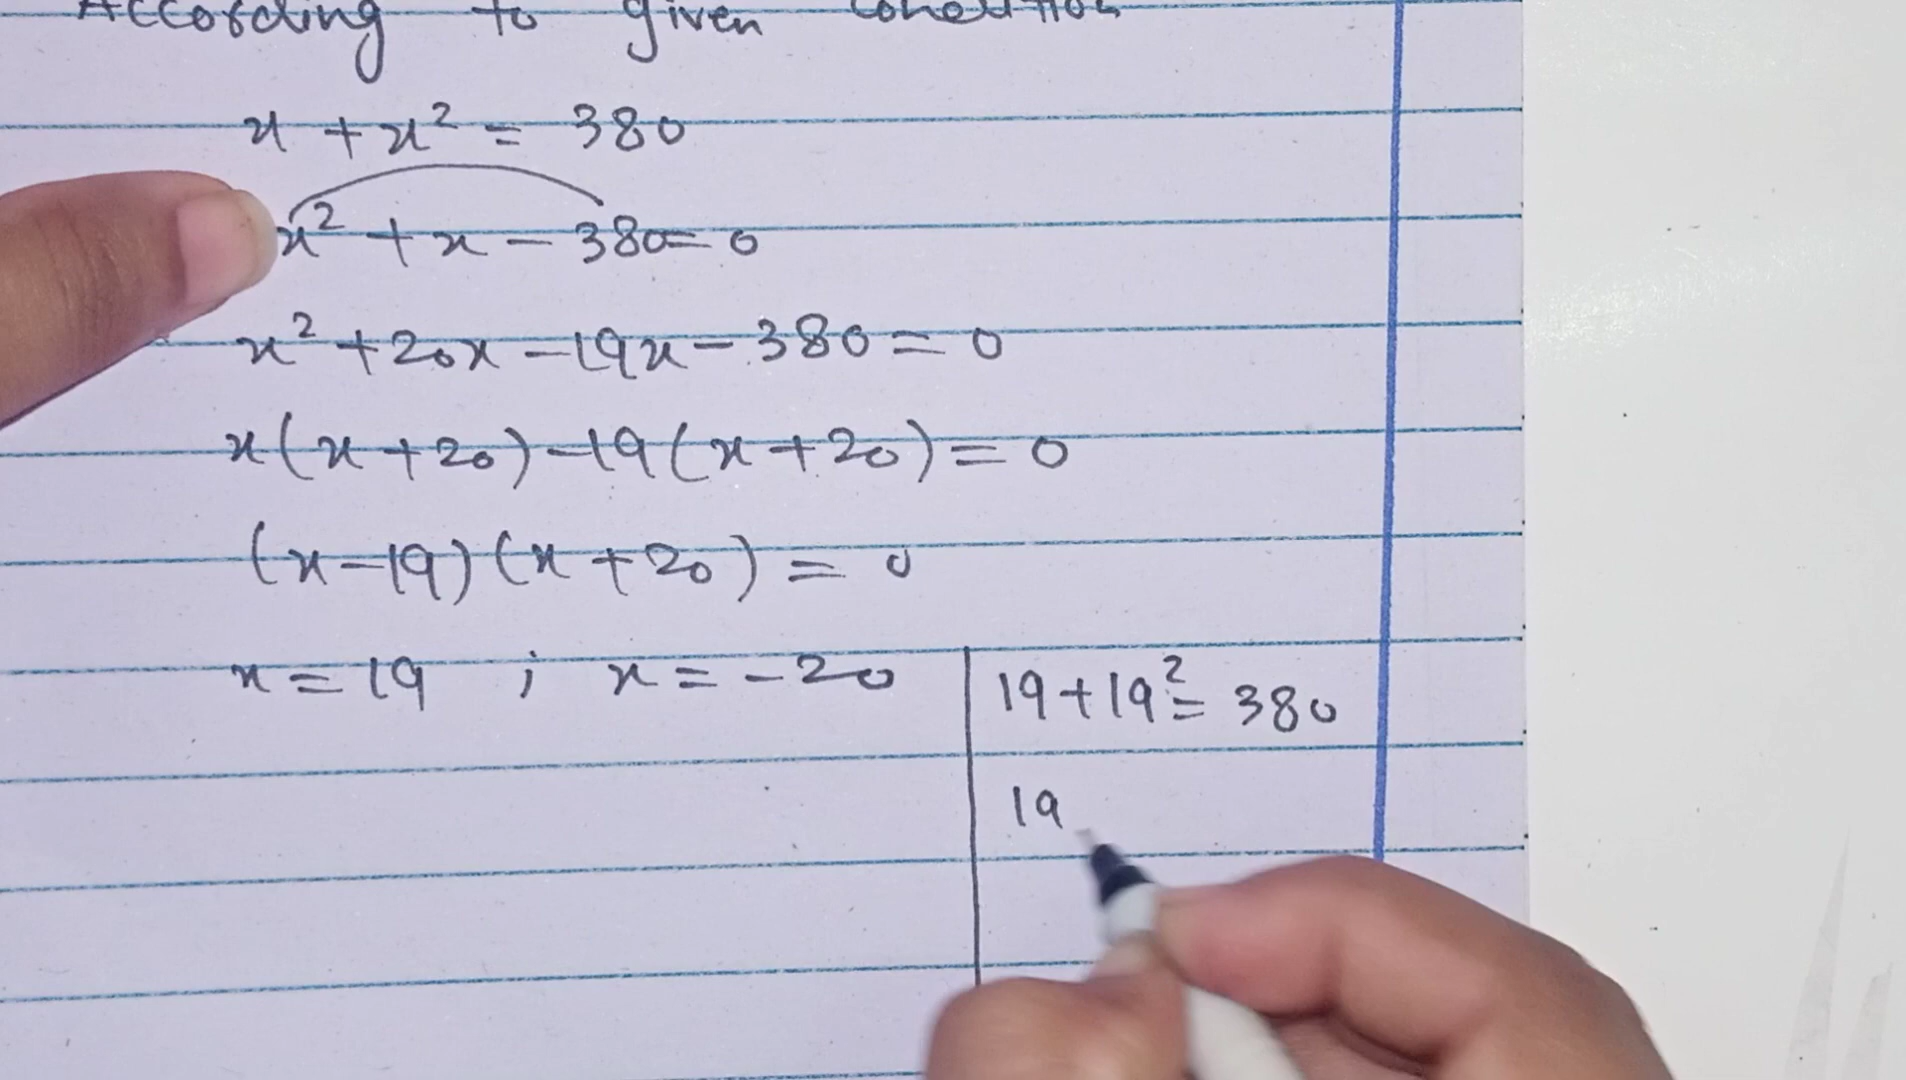 According to given condition
x + x² = 380
x² + x - 380 = 0
x² + 20x - 19x - 380 = 0
x(x + 20) - 19(x + 20) = 0
(x - 19)(x + 20) = 0
x = 19 ; x = -20
19 + 19² = 380
19